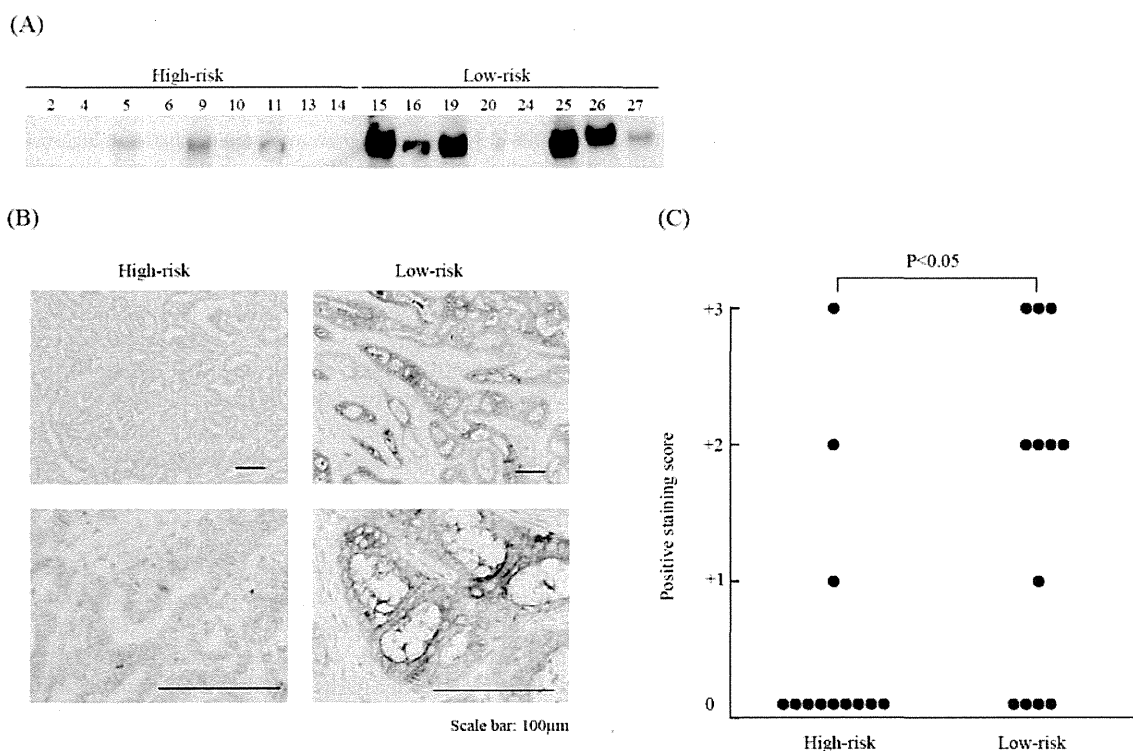 (A)
High-risk Low-risk
2 4 5 6 9 10 11 13 14 15 16 19 20 24 25 26 27
(B) (C)
High-risk Low-risk
P<0.05
Positive staining score
+3
+2
+1
0
High-risk Low-risk
Scale bar: 100μm